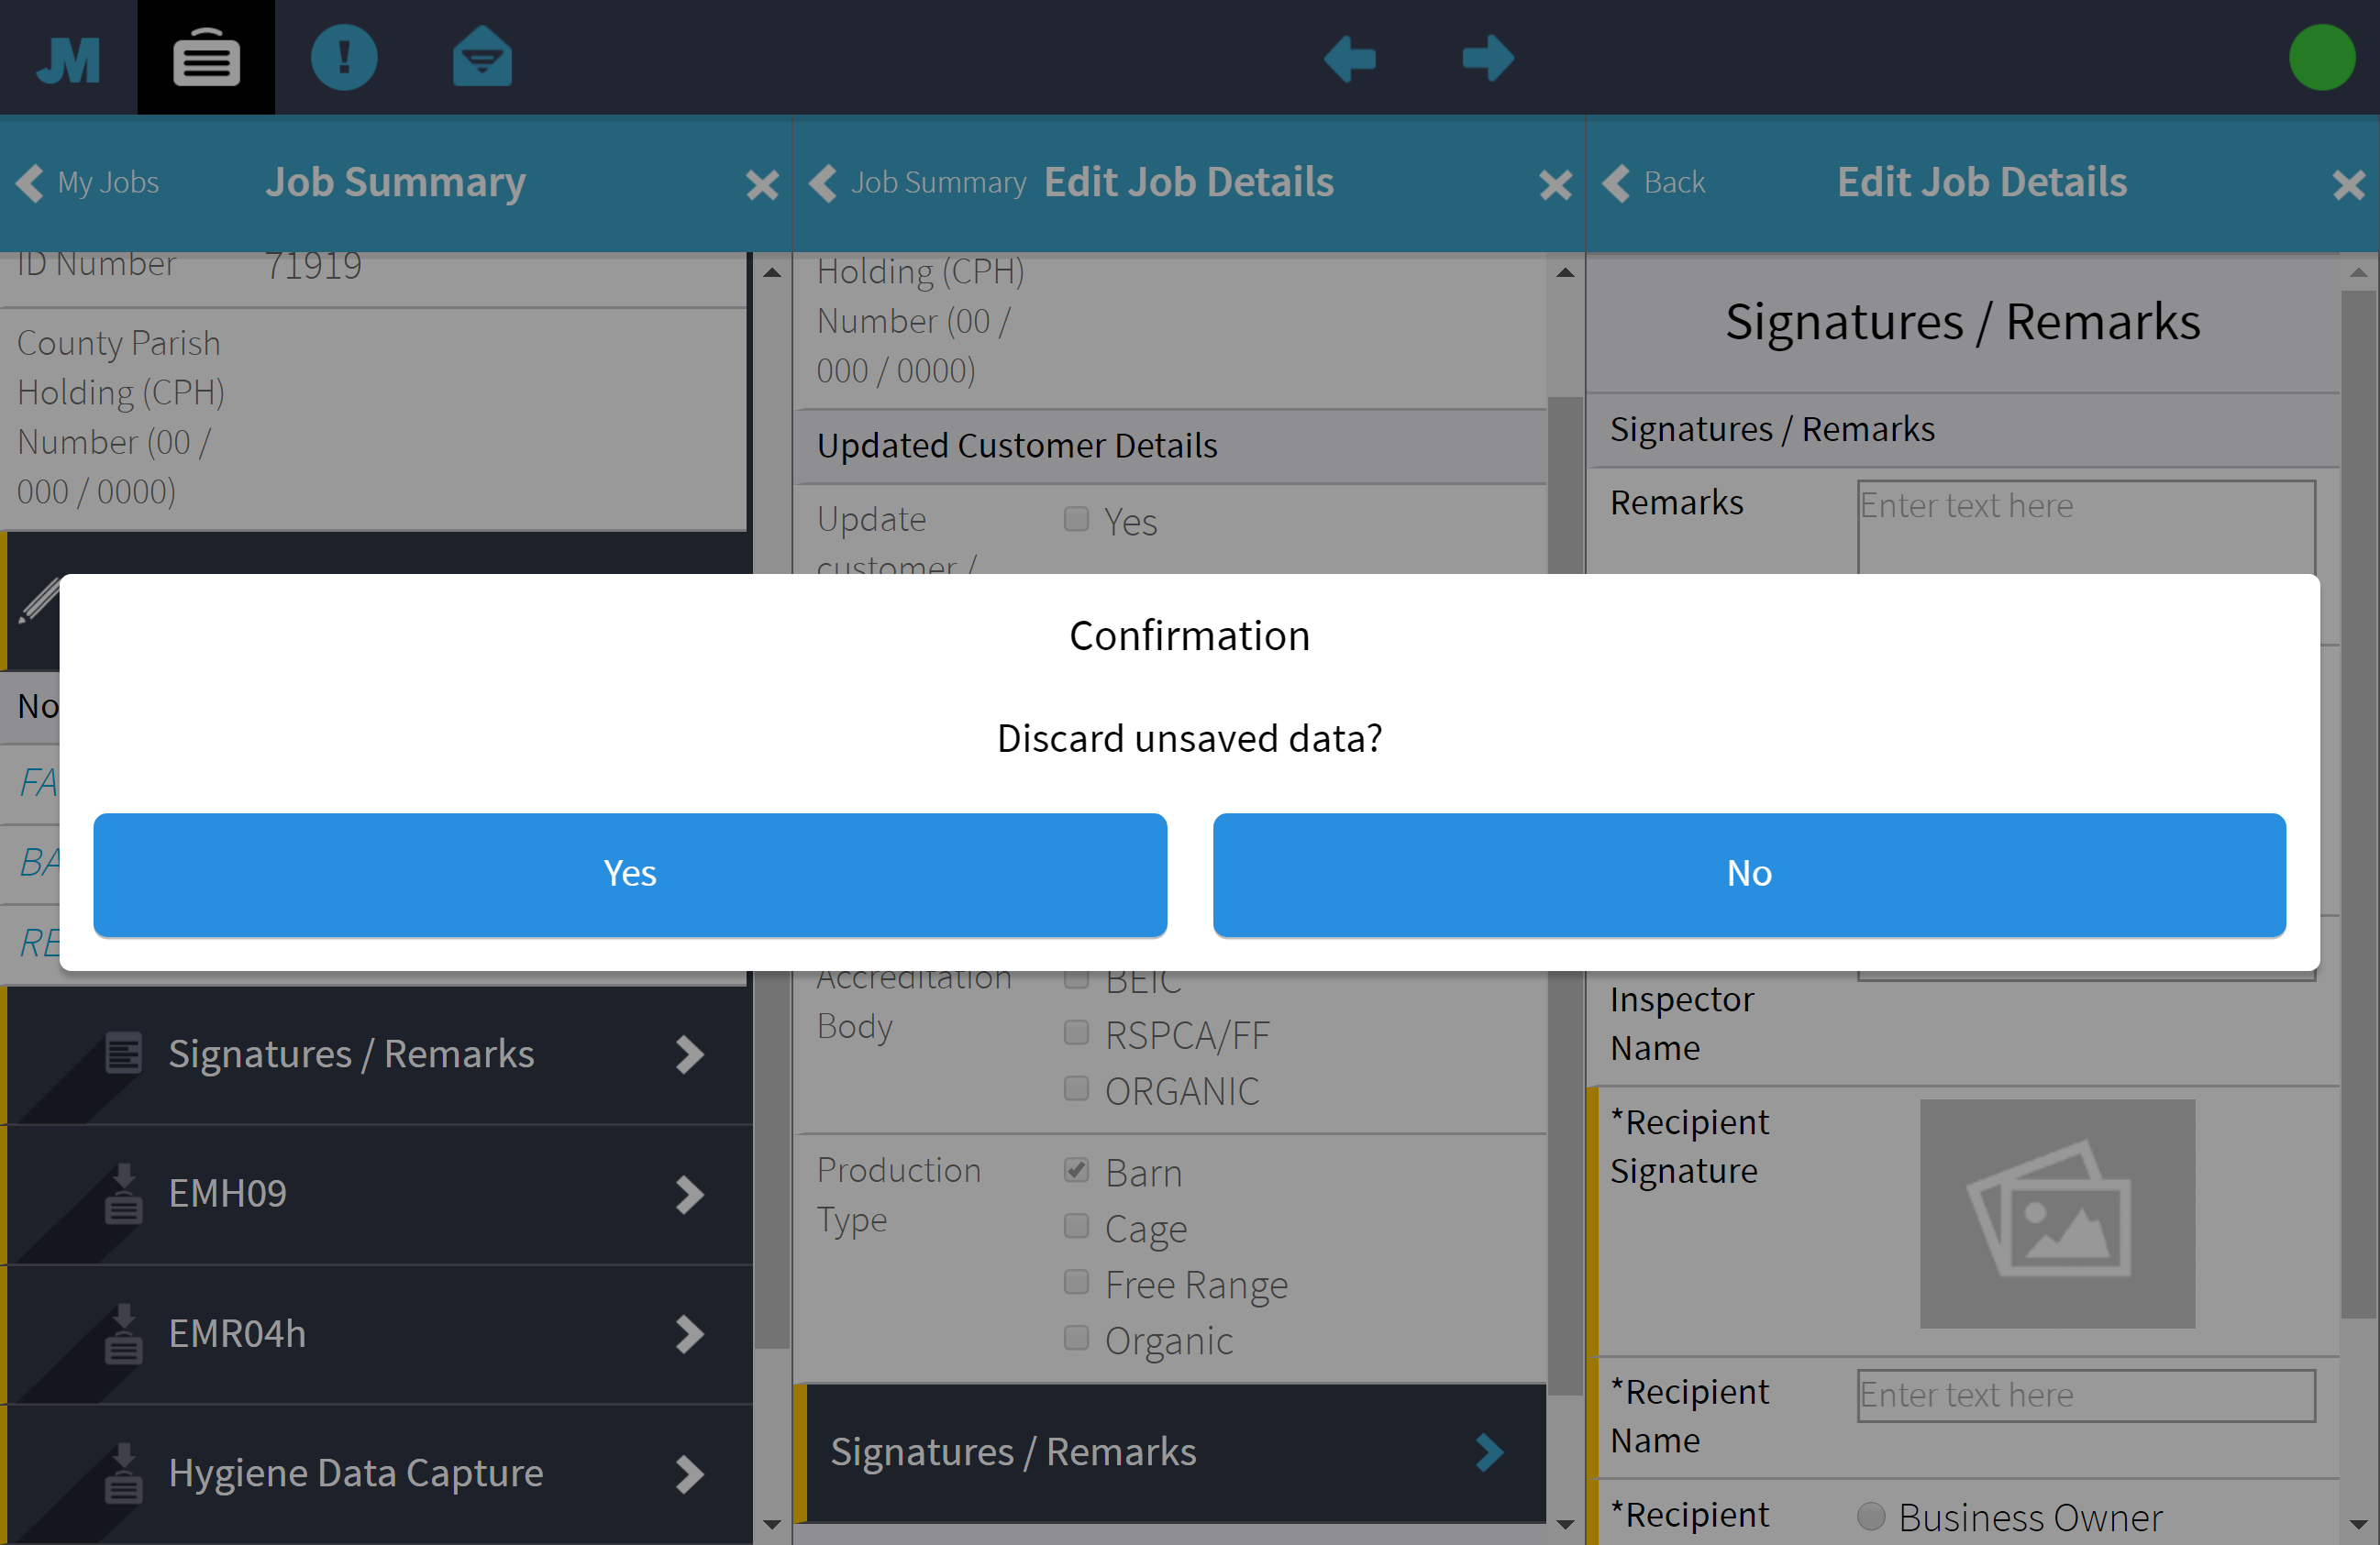 JM
My Jobs
Job Summary
Job Summary
Edit Job Details
Back
Edit Job Details
ID Number
71919
County Parish
Holding (CPH)
Number (00 /
000 / 0000)
No
FA
BA
RE
Signatures / Remarks
EMH09
EMR04h
Hygiene Data Capture
Holding (CPH)
Number (00 /
000 / 0000)
Updated Customer Details
Update
customer /
Yes
Confirmation
Discard unsaved data?
Yes
No
Accreditation
Body
BEIC
RSPCA/FF
ORGANIC
Production
Type
Barn
Cage
Free Range
Organic
Signatures / Remarks
Signatures / Remarks
Signatures / Remarks
Remarks
Enter text here
Inspector
Name
*Recipient
Signature
*Recipient
Name
Enter text here
*Recipient
Business Owner